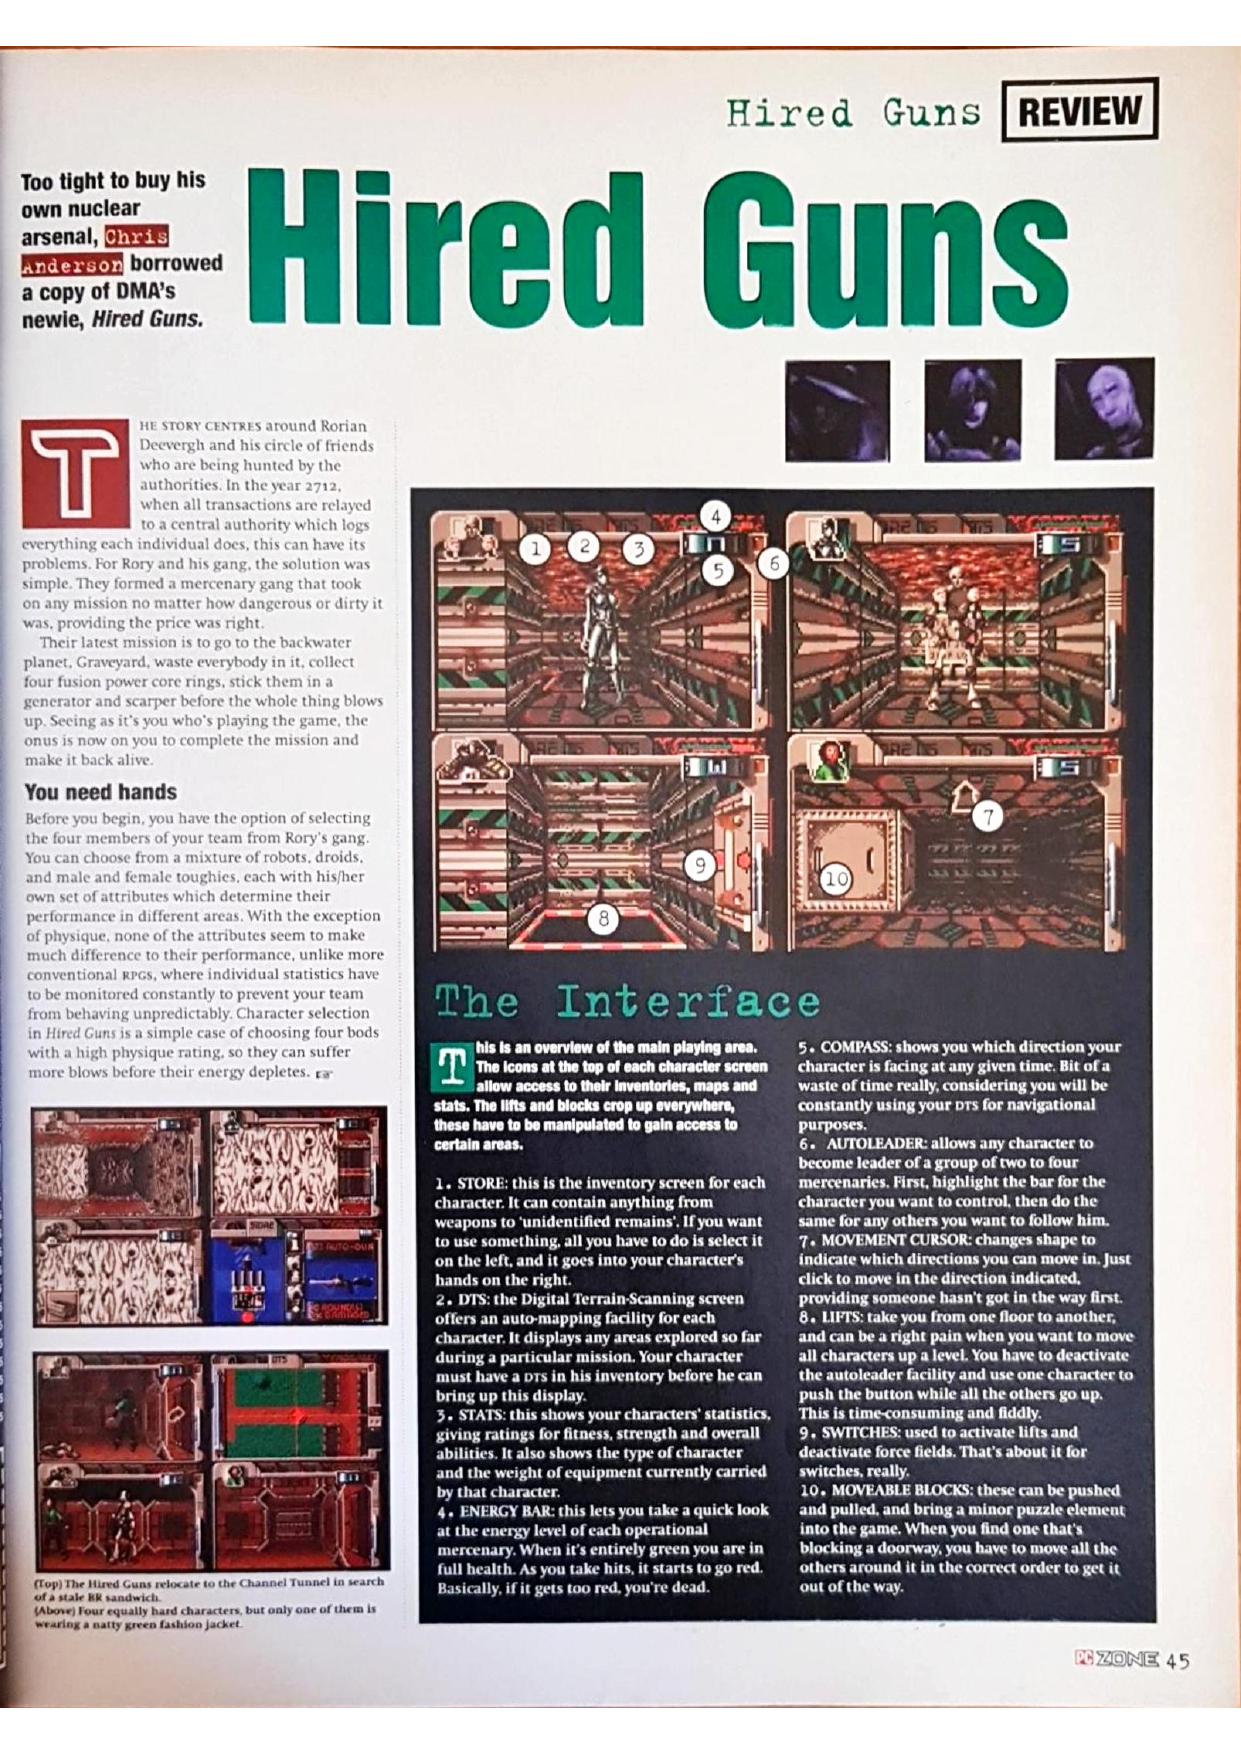 Hired Guns REVIEW
Too tight to buy his
own nuclear
arsenal, Chris
Anderson borrowed
a copy of DMA's
newie, Hired Guns.
Hired Guns
THE STORY CENTRES around Rorian
Deevergh and his circle of friends
who are being hunted by the
authorities. In the year 2712,
when all transactions are relayed
to a central authority which logs
everything each individual does, this can have its
problems. For Rory and his gang, the solution was
simple. They formed a mercenary gang that took
on any mission no matter how dangerous or dirty it
was, providing the price was right.
Their latest mission is to go to the backwater
planet, Graveyard, waste everybody in it, collect
four fusion power core rings, stick them in a
generator and scarper before the whole thing blows
up. Seeing as it's you who's playing the game, the
onus is now on you to complete the mission and
make it back alive.
You need hands
Before you begin, you have the option of selecting
the four members of your team from Rory's gang.
You can choose from a mixture of robots, droids,
and male and female toughies, each with his/her
own set of attributes which determine their
performance in different areas. With the exception
of physique, none of the attributes seem to make
much difference to their performance, unlike more
conventional RPGs, where individual statistics have
to be monitored constantly to prevent your team
from behaving unpredictably. Character selection
in Hired Guns is a simple case of choosing four bods
with a high physique rating, so they can suffer
more blows before their energy depletes.
STORE
DTS
(Top) The Hired Guns relocate to the Channel Tunnel in search
of a stale BR sandwich.
(Above) Four equally hard characters, but only one of them is
wearing a natty green fashion jacket.
1 2 3 4 5 6
N S
W S
7
8
9
10
The Interface
This is an overview of the main playing area.
The icons at the top of each character screen
allow access to their inventories, maps and
stats. The lifts and blocks crop up everywhere,
these have to be manipulated to gain access to
certain areas.
1. STORE: this is the inventory screen for each
character. It can contain anything from
weapons to 'unidentified remains'. If you want
to use something, all you have to do is select it
on the left, and it goes into your character's
hands on the right.
2. DTS: the Digital Terrain-Scanning screen
offers an auto-mapping facility for each
character. It displays any areas explored so far
during a particular mission. Your character
must have a DTS in his inventory before he can
bring up this display.
3. STATS: this shows your characters' statistics,
giving ratings for fitness, strength and overall
abilities. It also shows the type of character
and the weight of equipment currently carried
by that character.
4. ENERGY BAR: this lets you take a quick look
at the energy level of each operational
mercenary. When it's entirely green you are in
full health. As you take hits, it starts to go red.
Basically, if it gets too red, you're dead.
5. COMPASS: shows you which direction your
character is facing at any given time. Bit of a
waste of time really, considering you will be
constantly using your DTS for navigational
purposes.
6. AUTOLEADER: allows any character to
become leader of a group of two to four
mercenaries. First, highlight the bar for the
character you want to control, then do the
same for any others you want to follow him.
7. MOVEMENT CURSOR: changes shape to
indicate which directions you can move in. Just
click to move in the direction indicated,
providing someone hasn't got in the way first.
8. LIFTS: take you from one floor to another,
and can be a right pain when you want to move
all characters up a level. You have to deactivate
the autoleader facility and use one character to
push the button while all the others go up.
This is time-consuming and fiddly.
9. SWITCHES: used to activate lifts and
deactivate force fields. That's about it for
switches, really.
10. MOVEABLE BLOCKS: these can be pushed
and pulled, and bring a minor puzzle element
into the game. When you find one that's
blocking a doorway, you have to move all the
others around it in the correct order to get it
out of the way.
PC ZONE 45